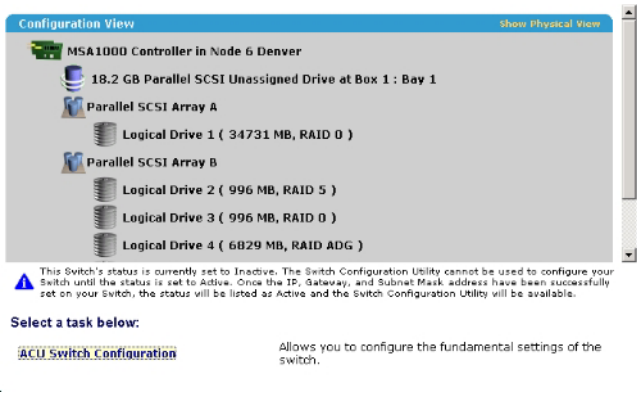 Configuration View
Show Physical View
MSA1000 Controller in Node 6 Denver
18.2 GB Parallel SCSI Unassigned Drive at Box 1 : Bay 1
Parallel SCSI Array A
Logical Drive 1 ( 34731 MB, RAID 0 )
Parallel SCSI Array B
Logical Drive 2 ( 996 MB, RAID 5 )
Logical Drive 3 ( 996 MB, RAID 0 )
Logical Drive 4 ( 6829 MB, RAID ADG )
This Switch's status is currently set to Inactive. The Switch Configuration Utility cannot be used to configure your
Switch until the status is set to Active. Once the IP, Gateway, and Subnet Mask address have been successfully
set on your Switch, the status will be listed as Active and the Switch Configuration Utility will be available.
Select a task below:
ACU Switch Configuration
Allows you to configure the fundamental settings of the
switch.